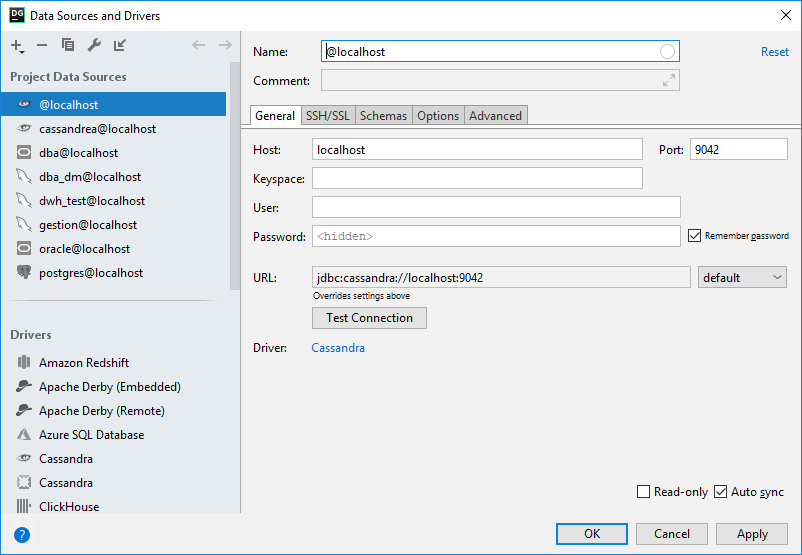 DG Data Sources and Drivers
Name: @localhost Reset
Comment:
Project Data Sources
@localhost
cassandrea@localhost
dba@localhost
dba_dm@localhost
dwh_test@localhost
gestion@localhost
oracle@localhost
postgres@localhost
Drivers
Amazon Redshift
Apache Derby (Embedded)
Apache Derby (Remote)
Azure SQL Database
Cassandra
Cassandra
ClickHouse
General SSH/SSL Schemas Options Advanced
Host: localhost Port: 9042
Keyspace:
User:
Password: <hidden> Remember password
URL: jdbc:cassandra://localhost:9042 default
Overrides settings above
Test Connection
Driver: Cassandra
Read-only Auto sync
? OK Cancel Apply